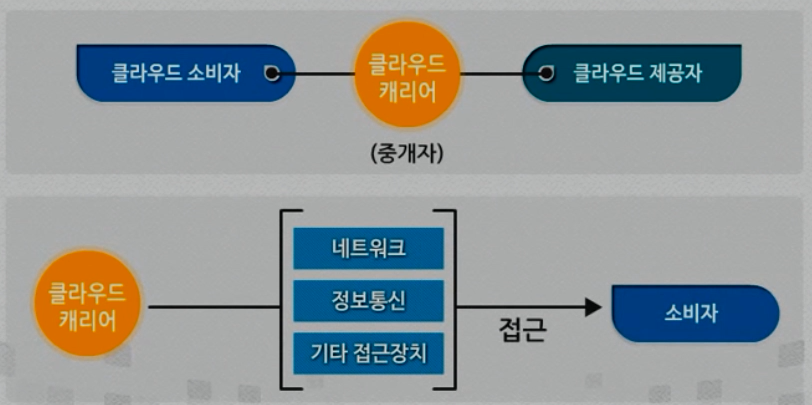 클라우드 소비자
클라우드
캐리어
클라우드 제공자
(중개자)
클라우드
캐리어
네트워크
정보통신
기타 접근장치
접근
소비자